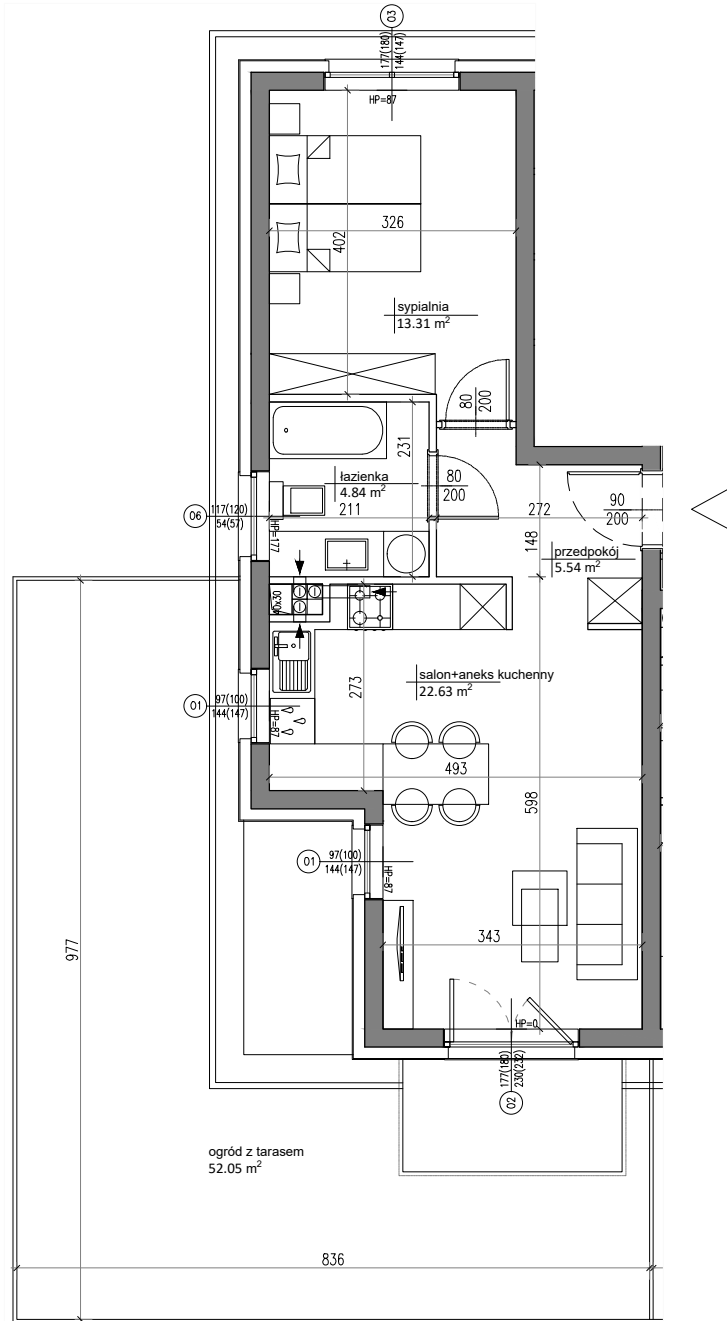 03
177(180)
144(147)
HP=87
326
402
sypialnia
13.31 m²
80
200
231
łazienka
4.84 m²
211
80
200
272
90
200
06
117(120)
54(57)
HP=177
148
przedpokój
5.54 m²
40x30
salon+aneks kuchenny
22.63 m²
273
01
97(100)
144(147)
HP=87
493
598
01
97(100)
144(147)
HP=87
343
977
HP=0
177(180)
230(232)
02
ogród z tarasem
52.05 m²
836